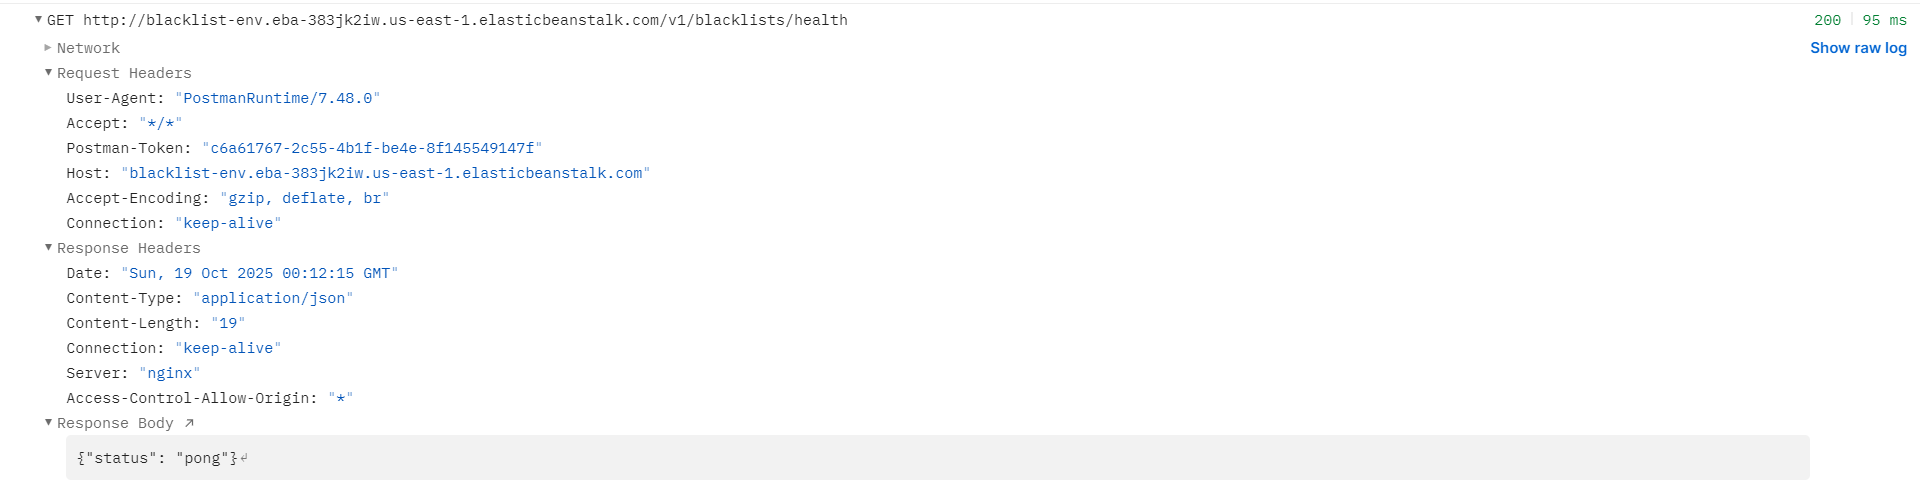 ▼GET http://blacklist-env.eba-383jk2iw.us-east-1.elasticbeanstalk.com/v1/blacklists/health 200 | 95 ms
▶Network Show raw log
▼Request Headers
User-Agent: "PostmanRuntime/7.48.0"
Accept: "*/*"
Postman-Token: "c6a61767-2c55-4b1f-be4e-8f145549147f"
Host: "blacklist-env.eba-383jk2iw.us-east-1.elasticbeanstalk.com"
Accept-Encoding: "gzip, deflate, br"
Connection: "keep-alive"
▼Response Headers
Date: "Sun, 19 Oct 2025 00:12:15 GMT"
Content-Type: "application/json"
Content-Length: "19"
Connection: "keep-alive"
Server: "nginx"
Access-Control-Allow-Origin: "*"
▼Response Body ↗
{"status": "pong"}↵